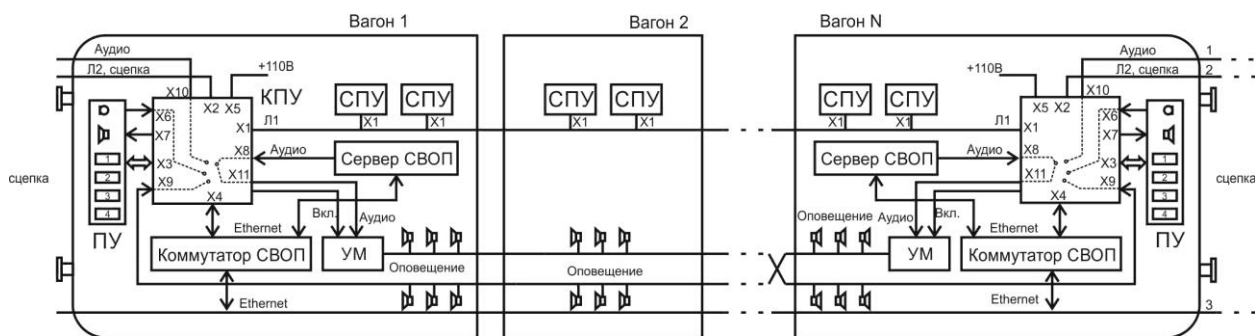 Вагон 1
Вагон 2
Вагон N
Аудио
Л2, сцепка
+110В
X10
X2 X5
КПУ
X6
X7
X3
X9
X1
X8
X11
X4
Л1
СПУ
СПУ
X1
X1
Аудио
Сервер СВОП
1
2
3
4
ПУ
сцепка
Ethernet
Вкл.
Аудио
Коммутатор СВОП
УМ
Оповещение
Ethernet
СПУ
СПУ
X1
X1
Оповещение
Аудио
1
Л2, сцепка
2
+110В
X10
X5 X2
СПУ
СПУ
X1
X1
Л1
X1
X6
X7
X8
X3
X11
X9
X4
Аудио
Сервер СВОП
1
2
3
4
ПУ
сцепка
Оповещение
Аудио
Вкл.
Ethernet
УМ
Коммутатор СВОП
Ethernet
3